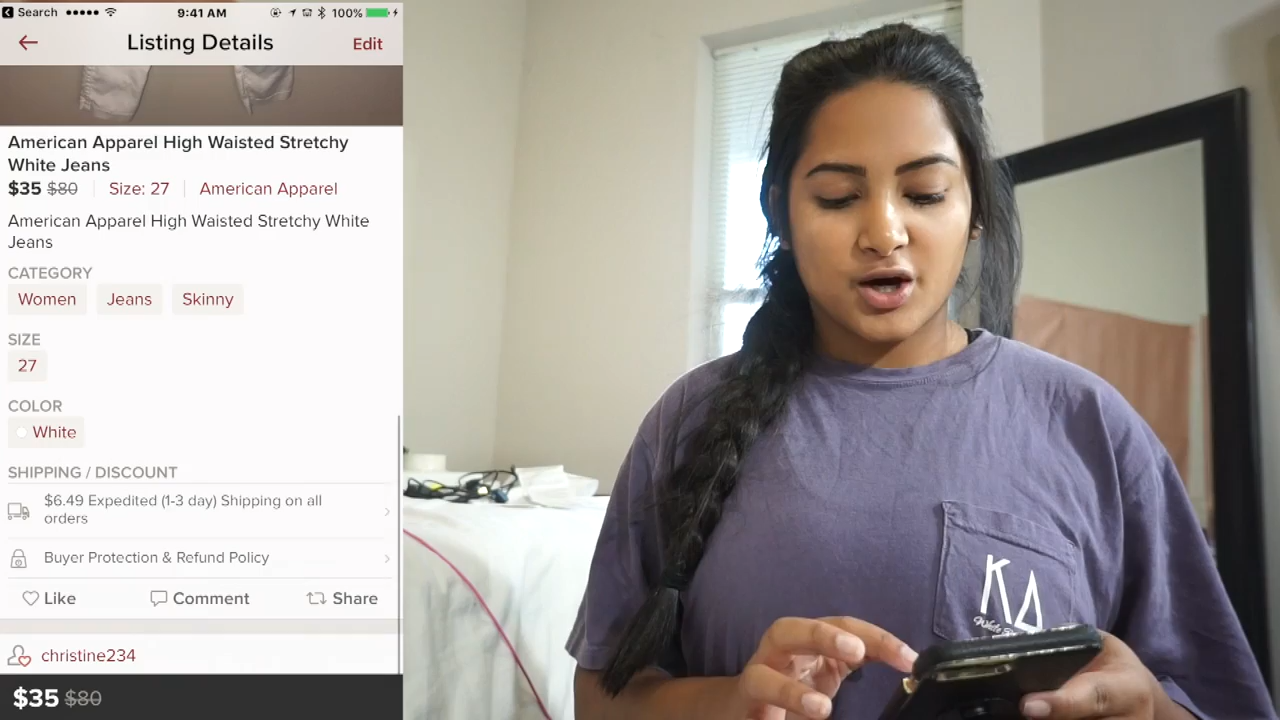 Search
9:41 AM
100%
Listing Details
Edit
American Apparel High Waisted Stretchy
White Jeans
$35 $80
Size: 27
American Apparel
American Apparel High Waisted Stretchy White
Jeans
CATEGORY
Women
Jeans
Skinny
SIZE
27
COLOR
White
SHIPPING / DISCOUNT
$6.49 Expedited (1-3 day) Shipping on all
orders
Buyer Protection & Refund Policy
Like
Comment
Share
christine234
$35 $80
ΚΔ